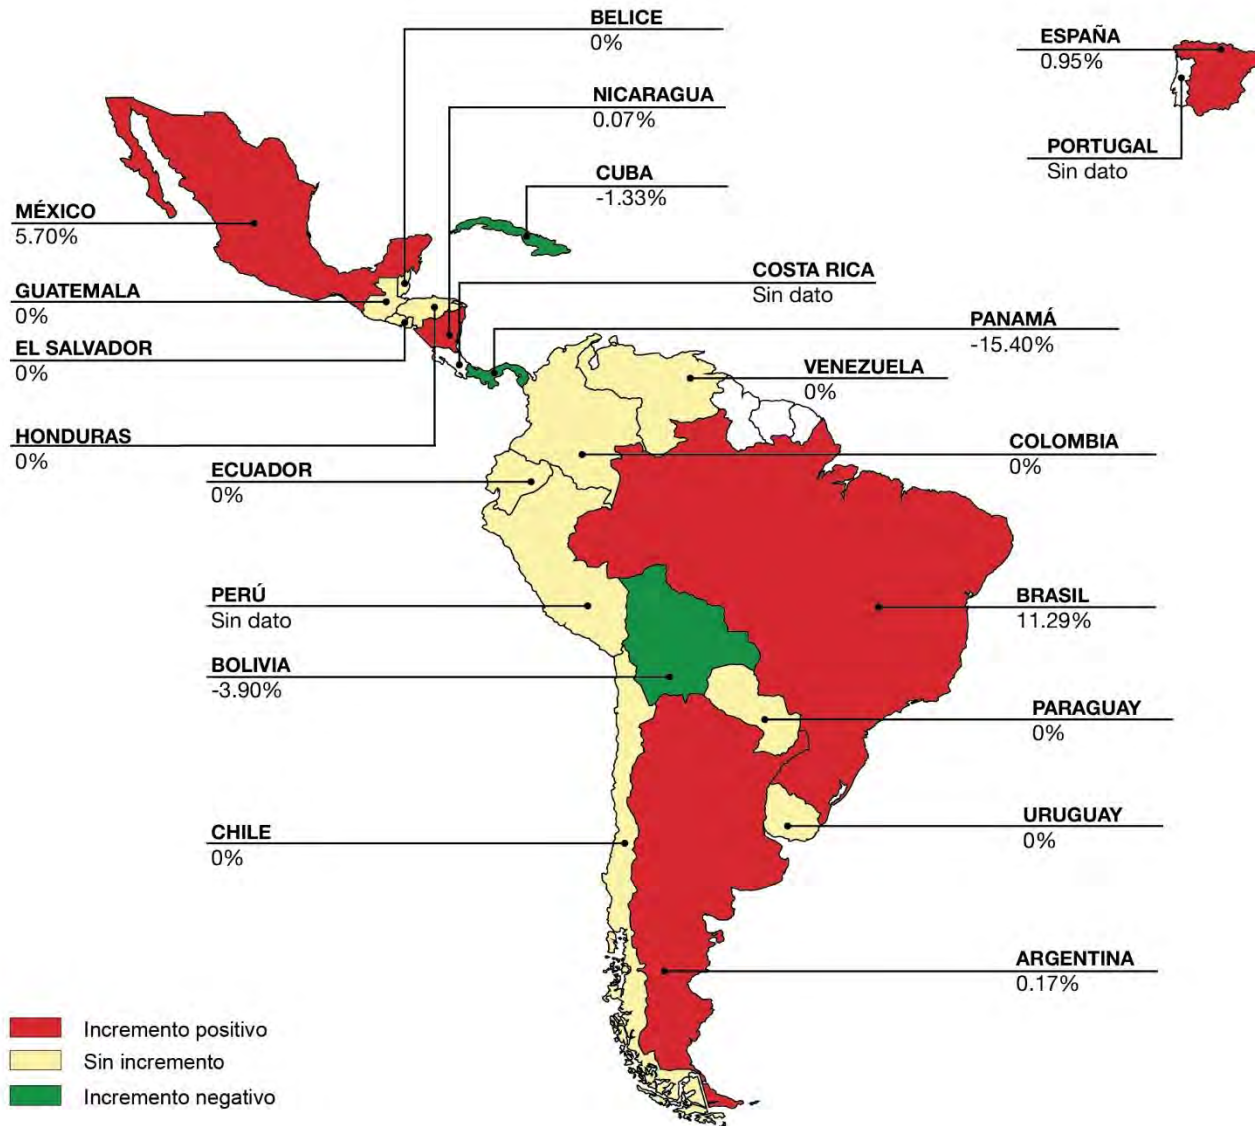 BELICE
0%
ESPAÑA
0.95%
NICARAGUA
0.07%
PORTUGAL
Sin dato
CUBA
-1.33%
MÉXICO
5.70%
COSTA RICA
Sin dato
GUATEMALA
0%
PANAMÁ
-15.40%
EL SALVADOR
0%
VENEZUELA
0%
HONDURAS
0%
COLOMBIA
0%
ECUADOR
0%
PERÚ
Sin dato
BRASIL
11.29%
BOLIVIA
-3.90%
PARAGUAY
0%
CHILE
0%
URUGUAY
0%
ARGENTINA
0.17%
Incremento positivo
Sin incremento
Incremento negativo